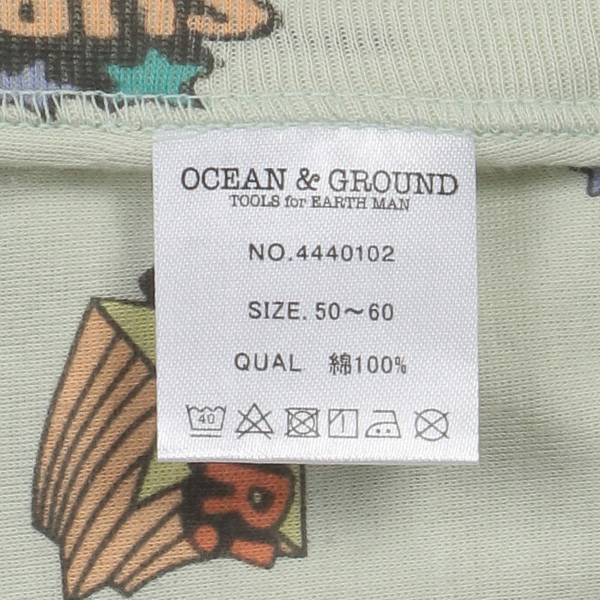 OCEAN & GROUND
TOOLS for EARTH MAN
NO.4440102
SIZE. 50～60
QUAL 綿100%
40
R!